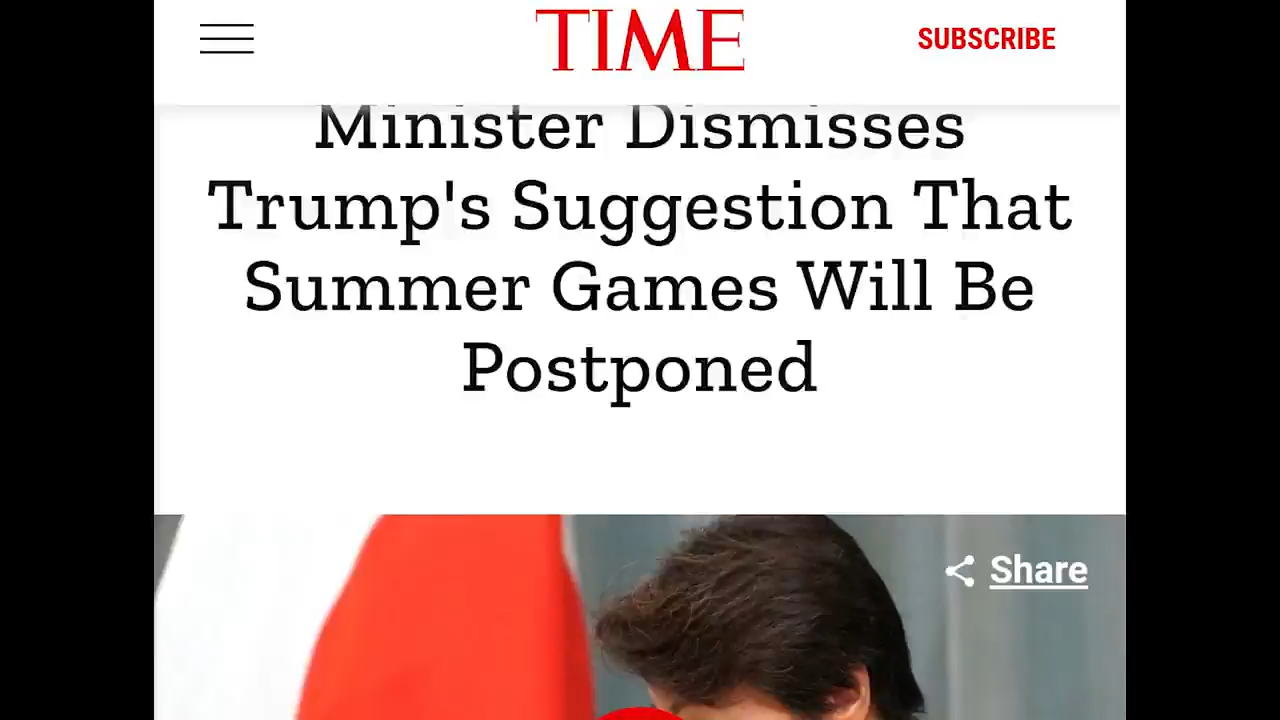 TIME
SUBSCRIBE
Minister Dismisses
Trump's Suggestion That
Summer Games Will Be
Postponed
Share